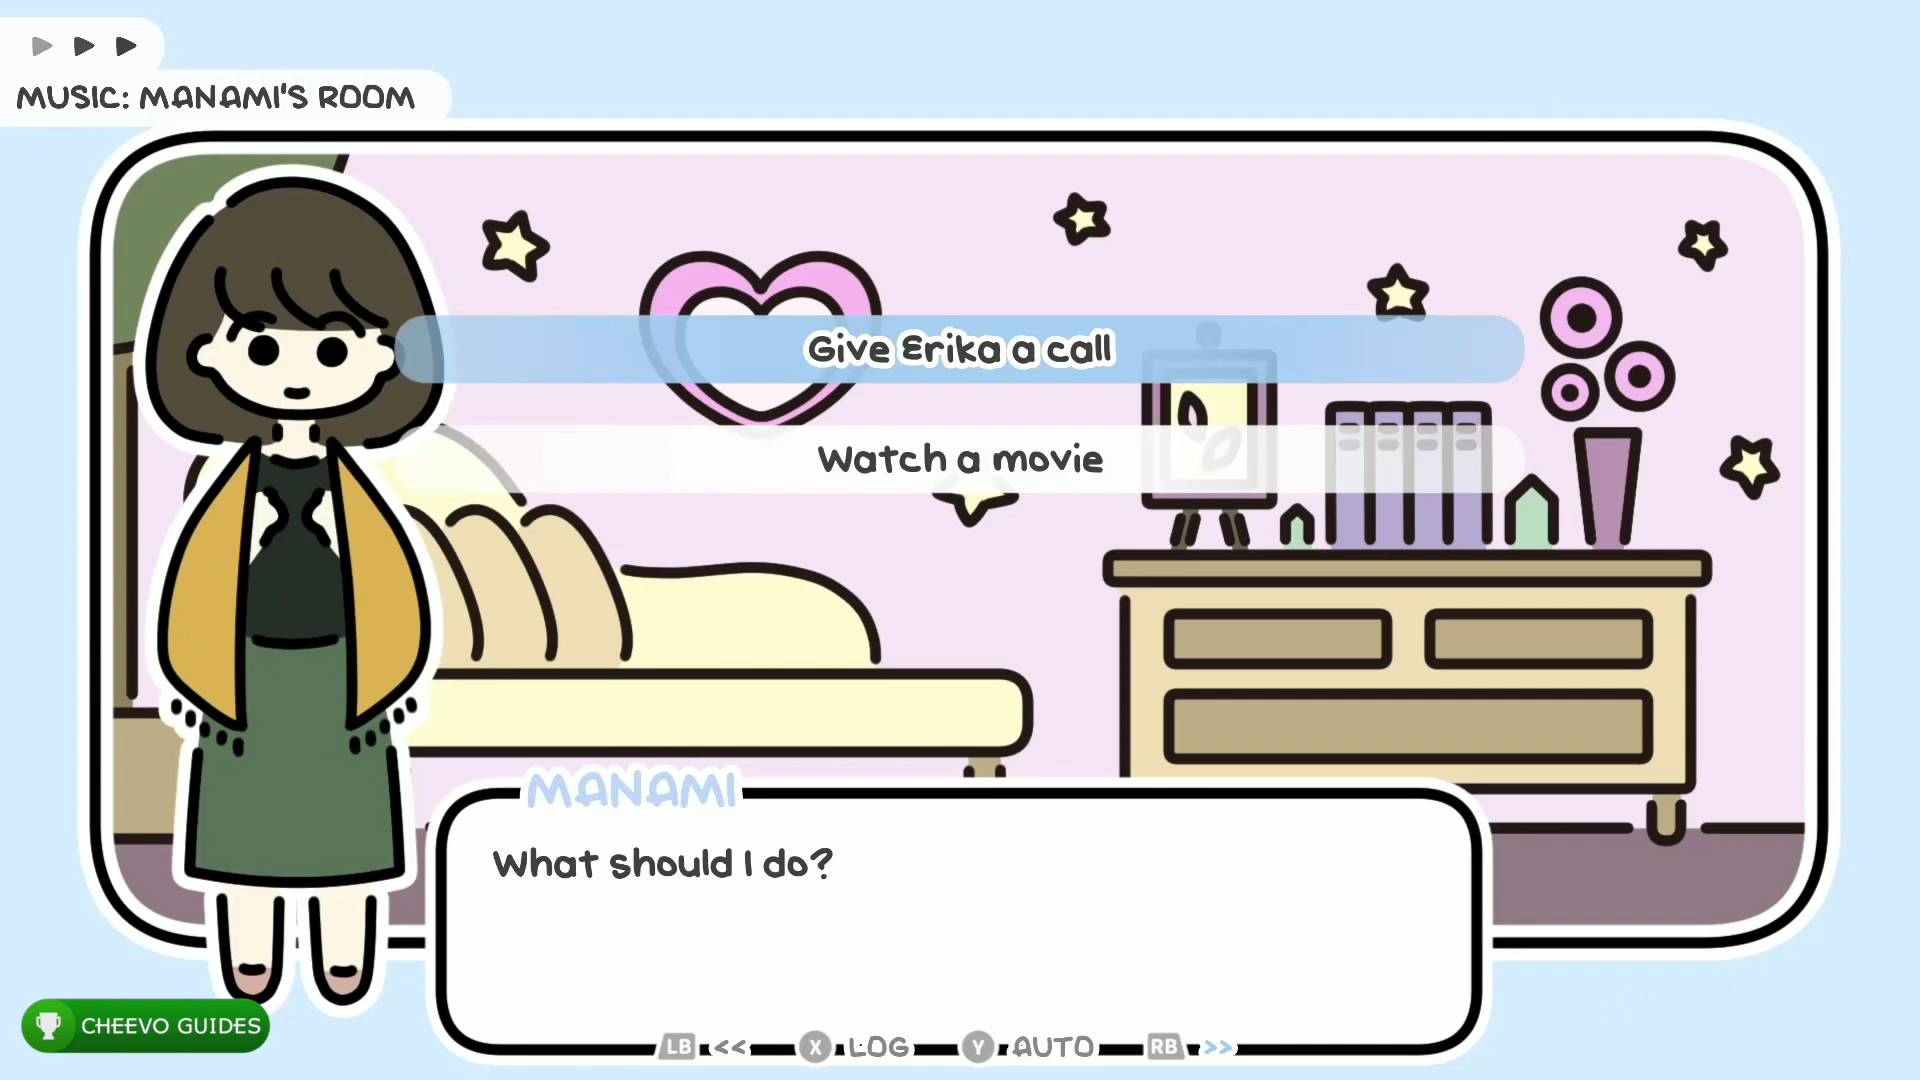 MUSIC: MANAMI'S ROOM
Give Erika a call
Watch a movie
MANAMI
What should I do?
CHEEVO GUIDES
LB << X LOG Y AUTO RB >>